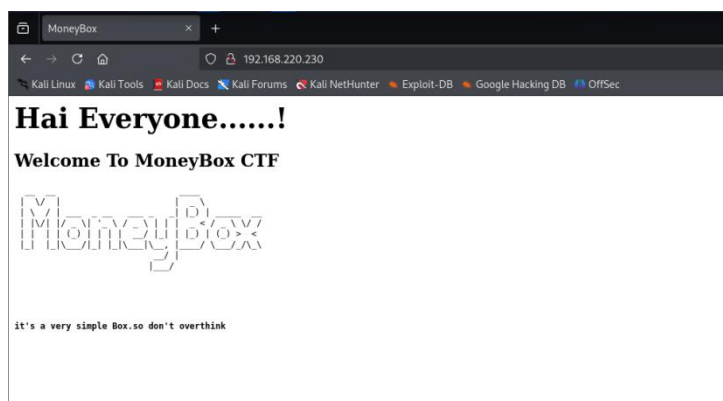 MoneyBox
192.168.220.230
Kali Linux Kali Tools Kali Docs Kali Forums Kali NetHunter Exploit-DB Google Hacking DB OffSec
Hai Everyone......!
Welcome To MoneyBox CTF
MoneyBox
it's a very simple Box.so don't overthink